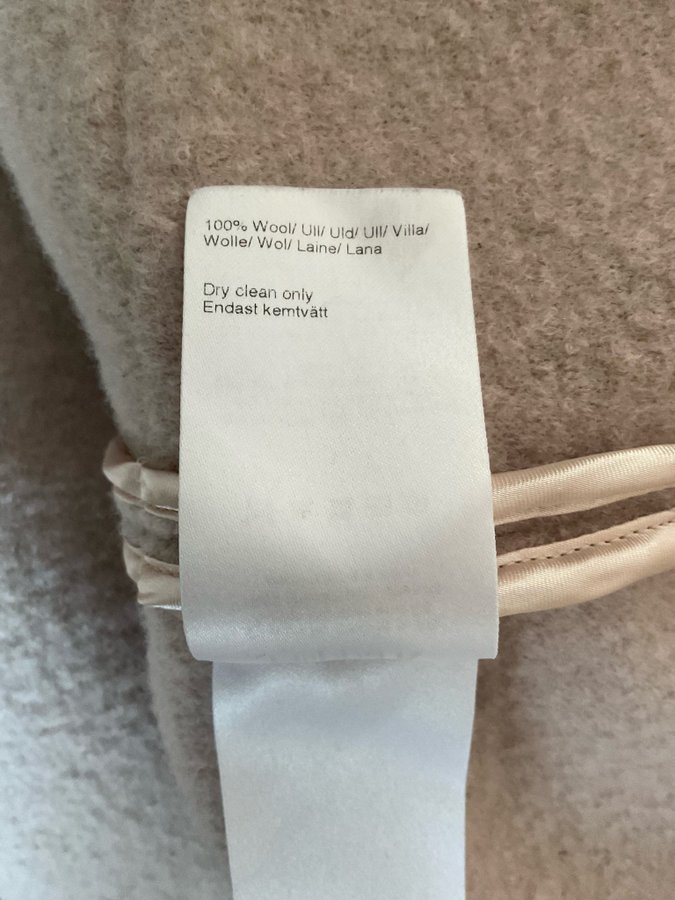 100% Wool/ Ull/ Uld/ Ull/ Villa/
Wolle/ Wol/ Laine/ Lana
Dry clean only
Endast kemtvätt